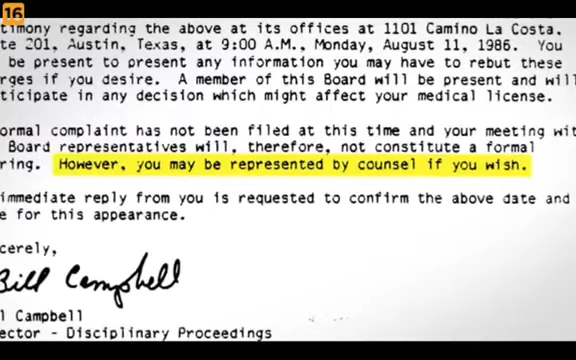 16
timony regarding the above at its offices at 1101 Camino La Costa.
te 201, Austin, Texas, at 9:00 A.M., Monday, August 11, 1986. You
be present to present any information you may have to rebut these
rges if you desire. A member of this Board will be present and will
ticipate in any decision which might affect your medical license.
ormal complaint has not been filed at this time and your meeting with
Board representatives will, therefore, not constitute a formal
ring. However, you may be represented by counsel if you wish.
immediate reply from you is requested to confirm the above date and
e for this appearance.
cerely,
Bill Campbell
l Campbell
ector - Disciplinary Proceedings